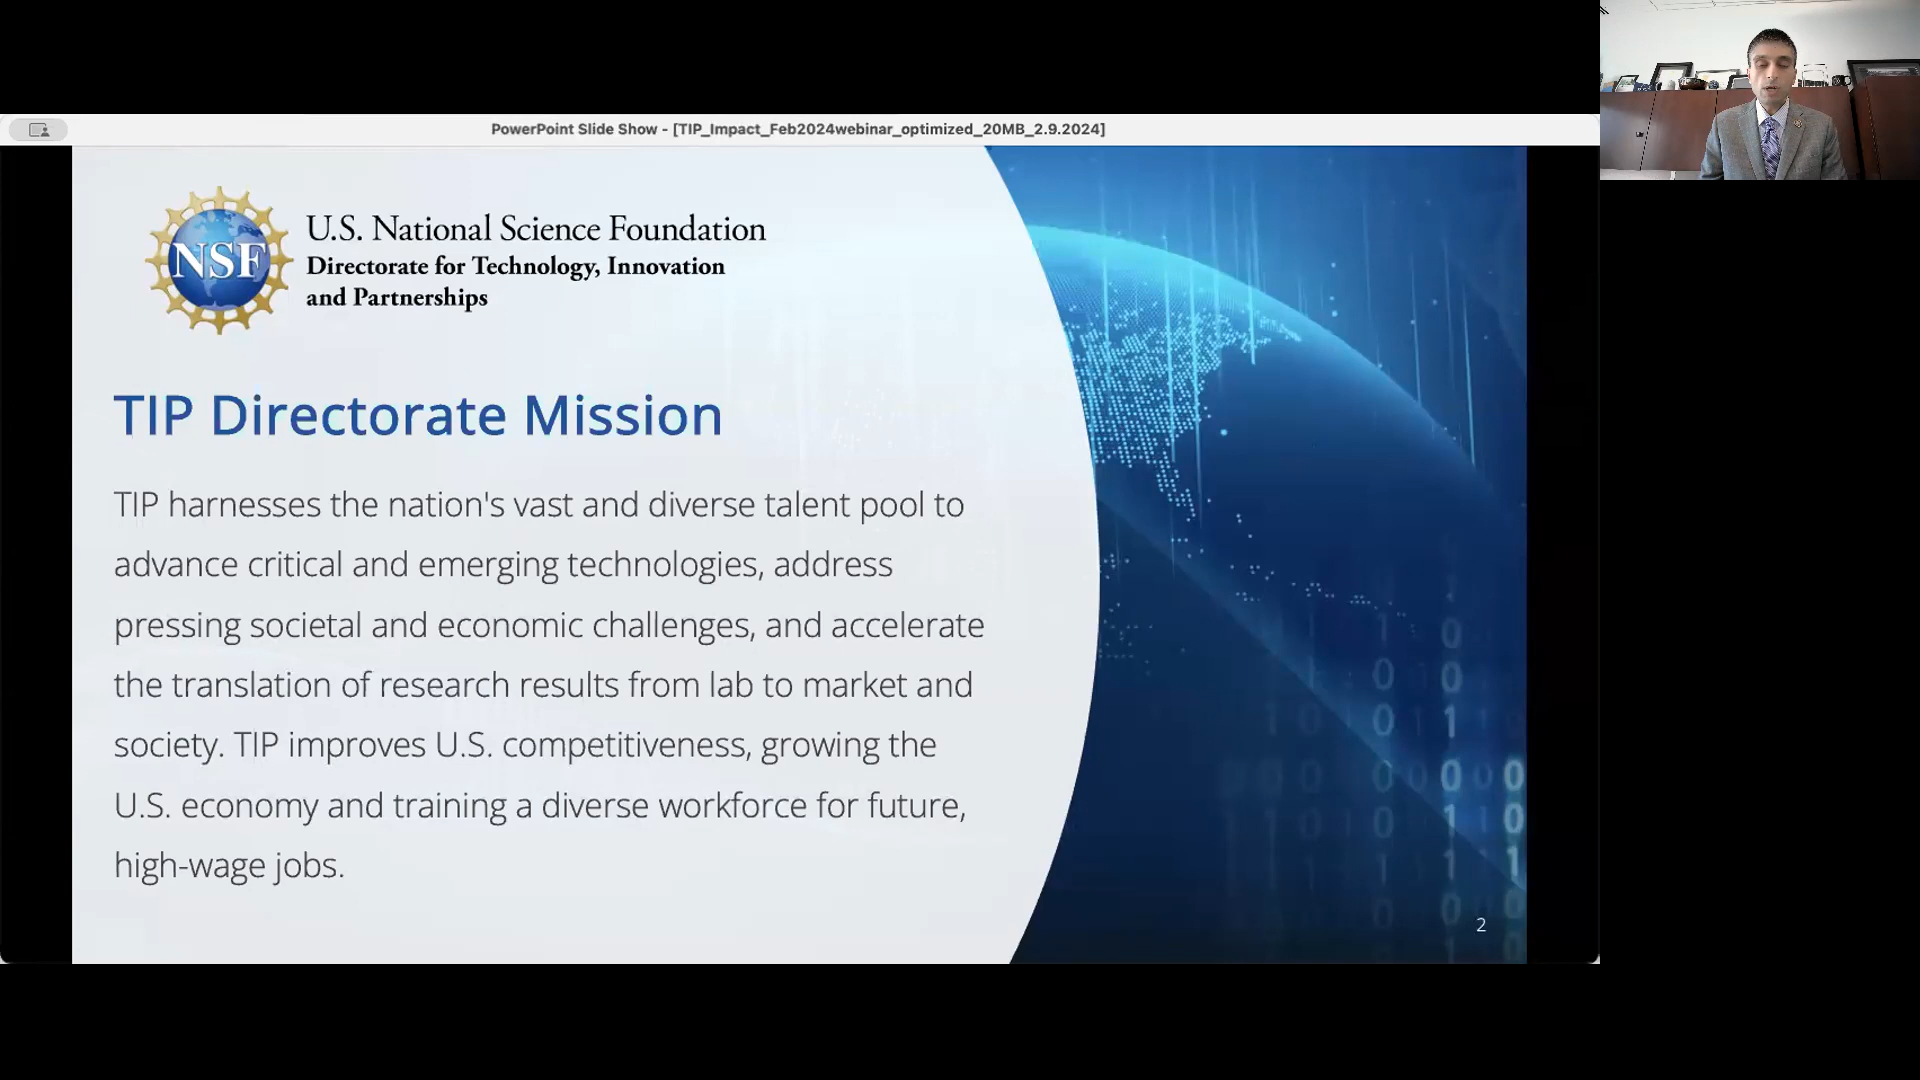 PowerPoint Slide Show - [TIP_Impact_Feb2024webinar_optimized_20MB_2.9.2024]
NSF
U.S. National Science Foundation
Directorate for Technology, Innovation
and Partnerships
TIP Directorate Mission
TIP harnesses the nation's vast and diverse talent pool to
advance critical and emerging technologies, address
pressing societal and economic challenges, and accelerate
the translation of research results from lab to market and
society. TIP improves U.S. competitiveness, growing the
U.S. economy and training a diverse workforce for future,
high-wage jobs.
2